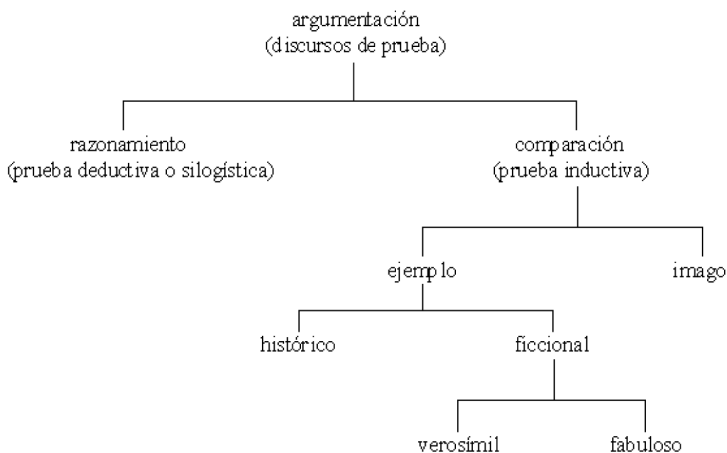 argumentación
(discursos de prueba)
razonamiento
(prueba deductiva o silogística)
comparación
(prueba inductiva)
ejemplo
imago
histórico
ficcional
verosímil
fabuloso